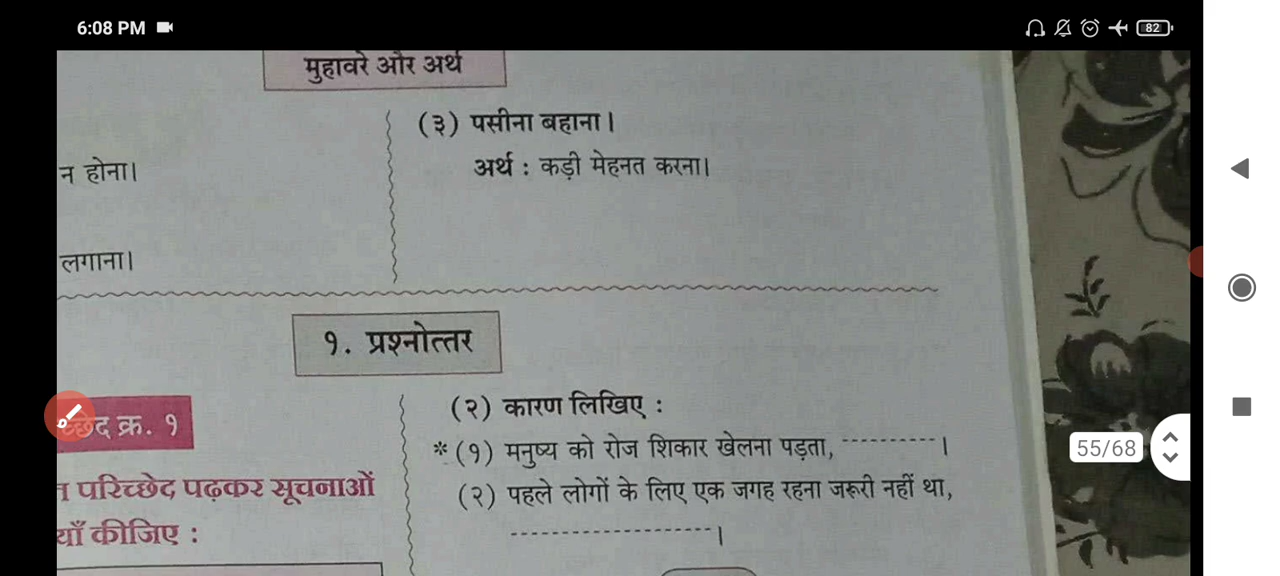 6:08 PM
82
मुहावरे और अर्थ
न होना।
लगाना।
(३) पसीना बहाना।
अर्थ : कड़ी मेहनत करना।
१. प्रश्नोत्तर
च्छेद क्र. १
परिच्छेद पढ़कर सूचनाओं
याँ कीजिए :
(२) कारण लिखिए :
* (१) मनुष्य को रोज शिकार खेलना पड़ता, ----------।
(२) पहले लोगों के लिए एक जगह रहना जरूरी नहीं था,
--------------------।
55/68